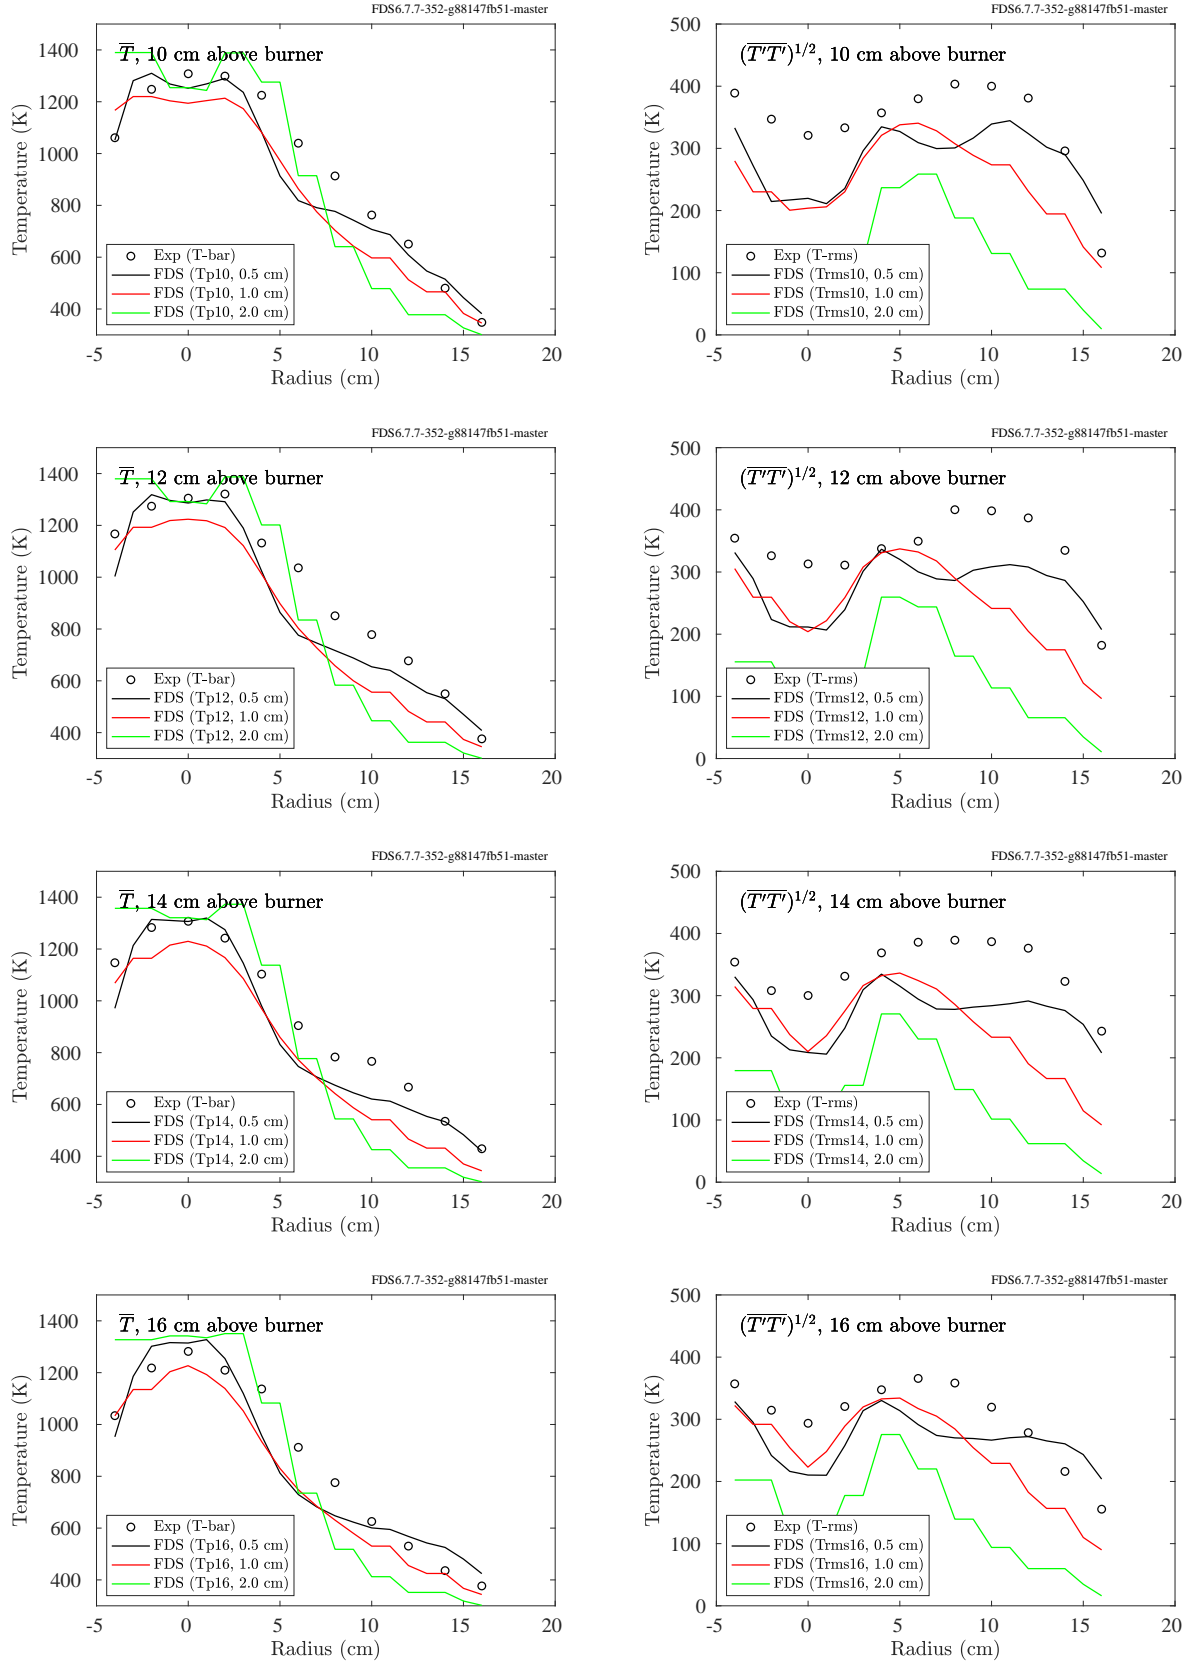 FDS6.7.7-352-g88147fb51-master
T̅, 10 cm above burner
1400
1200
1000
800
600
400
Temperature (K)
Exp (T-bar)
FDS (Tp10, 0.5 cm)
FDS (Tp10, 1.0 cm)
FDS (Tp10, 2.0 cm)
-5 0 5 10 15 20
Radius (cm)
FDS6.7.7-352-g88147fb51-master
(T′T′)^1/2, 10 cm above burner
500
400
300
200
100
0
Temperature (K)
Exp (T-rms)
FDS (Trms10, 0.5 cm)
FDS (Trms10, 1.0 cm)
FDS (Trms10, 2.0 cm)
-5 0 5 10 15 20
Radius (cm)
FDS6.7.7-352-g88147fb51-master
T̅, 12 cm above burner
1400
1200
1000
800
600
400
Temperature (K)
Exp (T-bar)
FDS (Tp12, 0.5 cm)
FDS (Tp12, 1.0 cm)
FDS (Tp12, 2.0 cm)
-5 0 5 10 15 20
Radius (cm)
FDS6.7.7-352-g88147fb51-master
(T′T′)^1/2, 12 cm above burner
500
400
300
200
100
0
Temperature (K)
Exp (T-rms)
FDS (Trms12, 0.5 cm)
FDS (Trms12, 1.0 cm)
FDS (Trms12, 2.0 cm)
-5 0 5 10 15 20
Radius (cm)
FDS6.7.7-352-g88147fb51-master
T̅, 14 cm above burner
1400
1200
1000
800
600
400
Temperature (K)
Exp (T-bar)
FDS (Tp14, 0.5 cm)
FDS (Tp14, 1.0 cm)
FDS (Tp14, 2.0 cm)
-5 0 5 10 15 20
Radius (cm)
FDS6.7.7-352-g88147fb51-master
(T′T′)^1/2, 14 cm above burner
500
400
300
200
100
0
Temperature (K)
Exp (T-rms)
FDS (Trms14, 0.5 cm)
FDS (Trms14, 1.0 cm)
FDS (Trms14, 2.0 cm)
-5 0 5 10 15 20
Radius (cm)
FDS6.7.7-352-g88147fb51-master
T̅, 16 cm above burner
1400
1200
1000
800
600
400
Temperature (K)
Exp (T-bar)
FDS (Tp16, 0.5 cm)
FDS (Tp16, 1.0 cm)
FDS (Tp16, 2.0 cm)
-5 0 5 10 15 20
Radius (cm)
FDS6.7.7-352-g88147fb51-master
(T′T′)^1/2, 16 cm above burner
500
400
300
200
100
0
Temperature (K)
Exp (T-rms)
FDS (Trms16, 0.5 cm)
FDS (Trms16, 1.0 cm)
FDS (Trms16, 2.0 cm)
-5 0 5 10 15 20
Radius (cm)